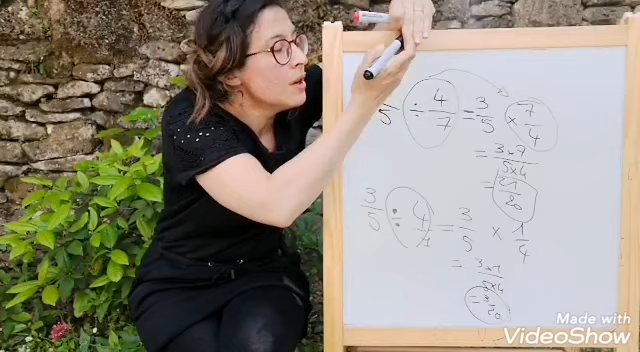 5 ÷ 4/7 = 3/5 × 7/4
= 3×7/5×4
= 21/20
3/5 ÷ 4/1 = 3/5 × 1/4
= 3×1/5×4
= 3/20
Made with
VideoShow